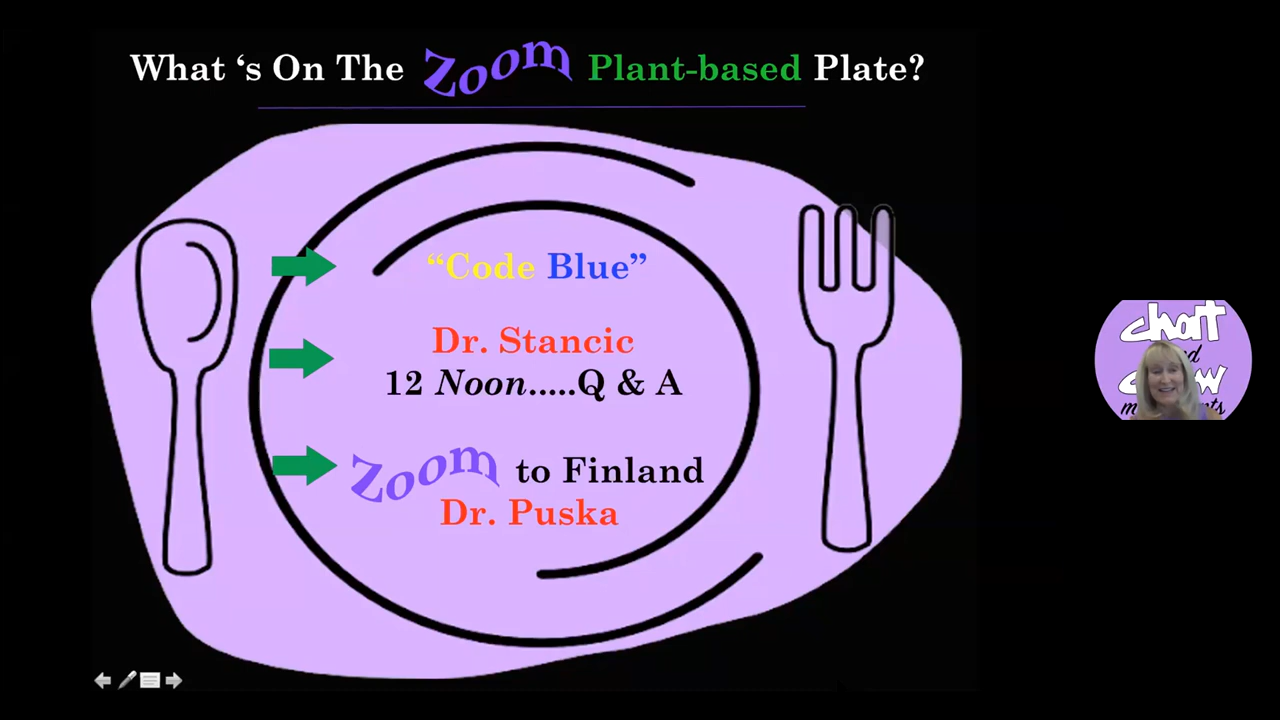 What ‘s On The Zoom Plant-based Plate?
“Code Blue”
Dr. Stancic
12 Noon.....Q & A
Zoom to Finland
Dr. Puska
chat